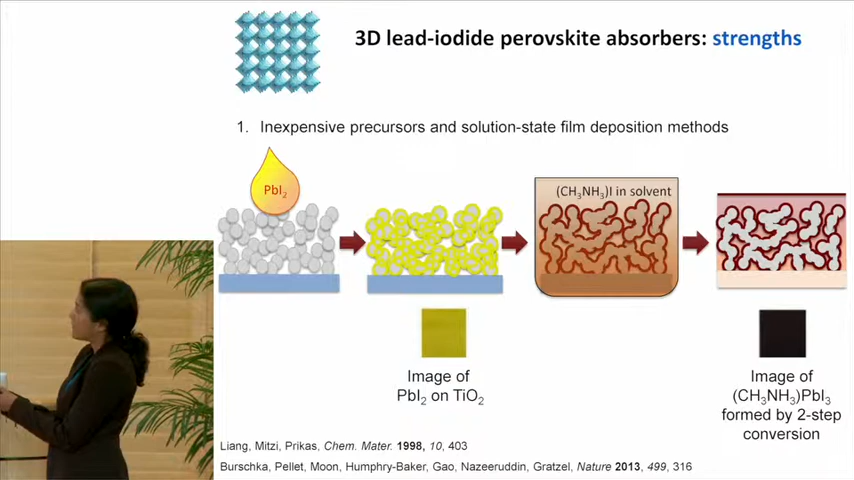 3D lead-iodide perovskite absorbers: strengths
1. Inexpensive precursors and solution-state film deposition methods
PbI₂
(CH₃NH₃)I in solvent
Image of
PbI₂ on TiO₂
Image of
(CH₃NH₃)PbI₃
formed by 2-step
conversion
Liang, Mitzi, Prikas, Chem. Mater. 1998, 10, 403
Burschka, Pellet, Moon, Humphry-Baker, Gao, Nazeeruddin, Gratzel, Nature 2013, 499, 316